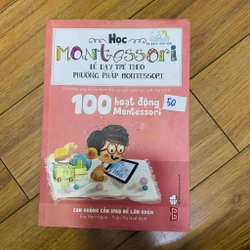 Học
MONTESSORI
ĐỂ DẠY TRẺ THEO
PHƯƠNG PHÁP MONTESSORI
100 hoạt động
Montessori
50
CON KHÔNG CẦN IPAD ĐỂ LỚN KHÔN